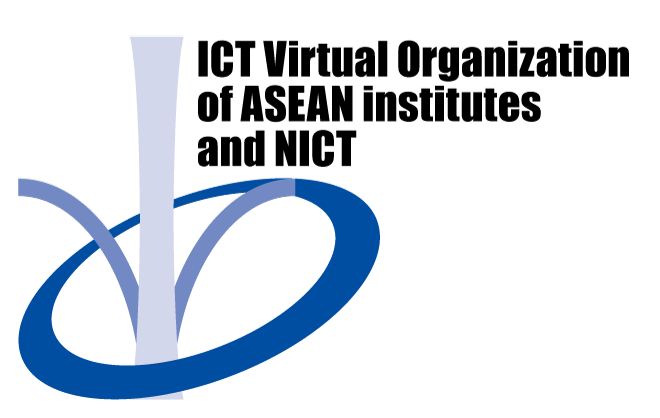 ICT Virtual Organization
of ASEAN institutes
and NICT